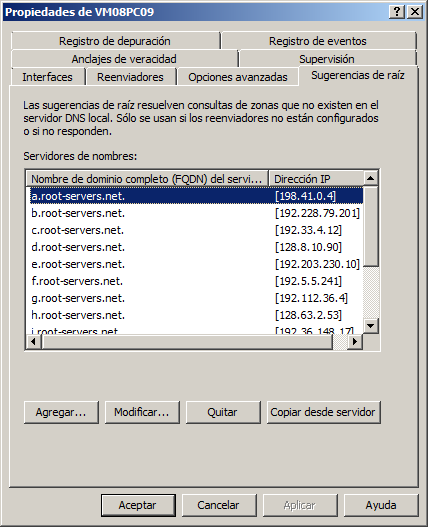 Propiedades de VM08PC09
Registro de depuración
Registro de eventos
Anclajes de veracidad
Supervisión
Interfaces
Reenviadores
Opciones avanzadas
Sugerencias de raíz
Las sugerencias de raíz resuelven consultas de zonas que no existen en el
servidor DNS local. Sólo se usan si los reenviadores no están configurados
o si no responden.
Servidores de nombres:
Nombre de dominio completo (FQDN) del servi... Dirección IP
a.root-servers.net. [198.41.0.4]
b.root-servers.net. [192.228.79.201]
c.root-servers.net. [192.33.4.12]
d.root-servers.net. [128.8.10.90]
e.root-servers.net. [192.203.230.10]
f.root-servers.net. [192.5.5.241]
g.root-servers.net. [192.112.36.4]
h.root-servers.net. [128.63.2.53]
i.root-servers.net. [192.36.148.17]
Agregar... Modificar... Quitar Copiar desde servidor
Aceptar Cancelar Aplicar Ayuda